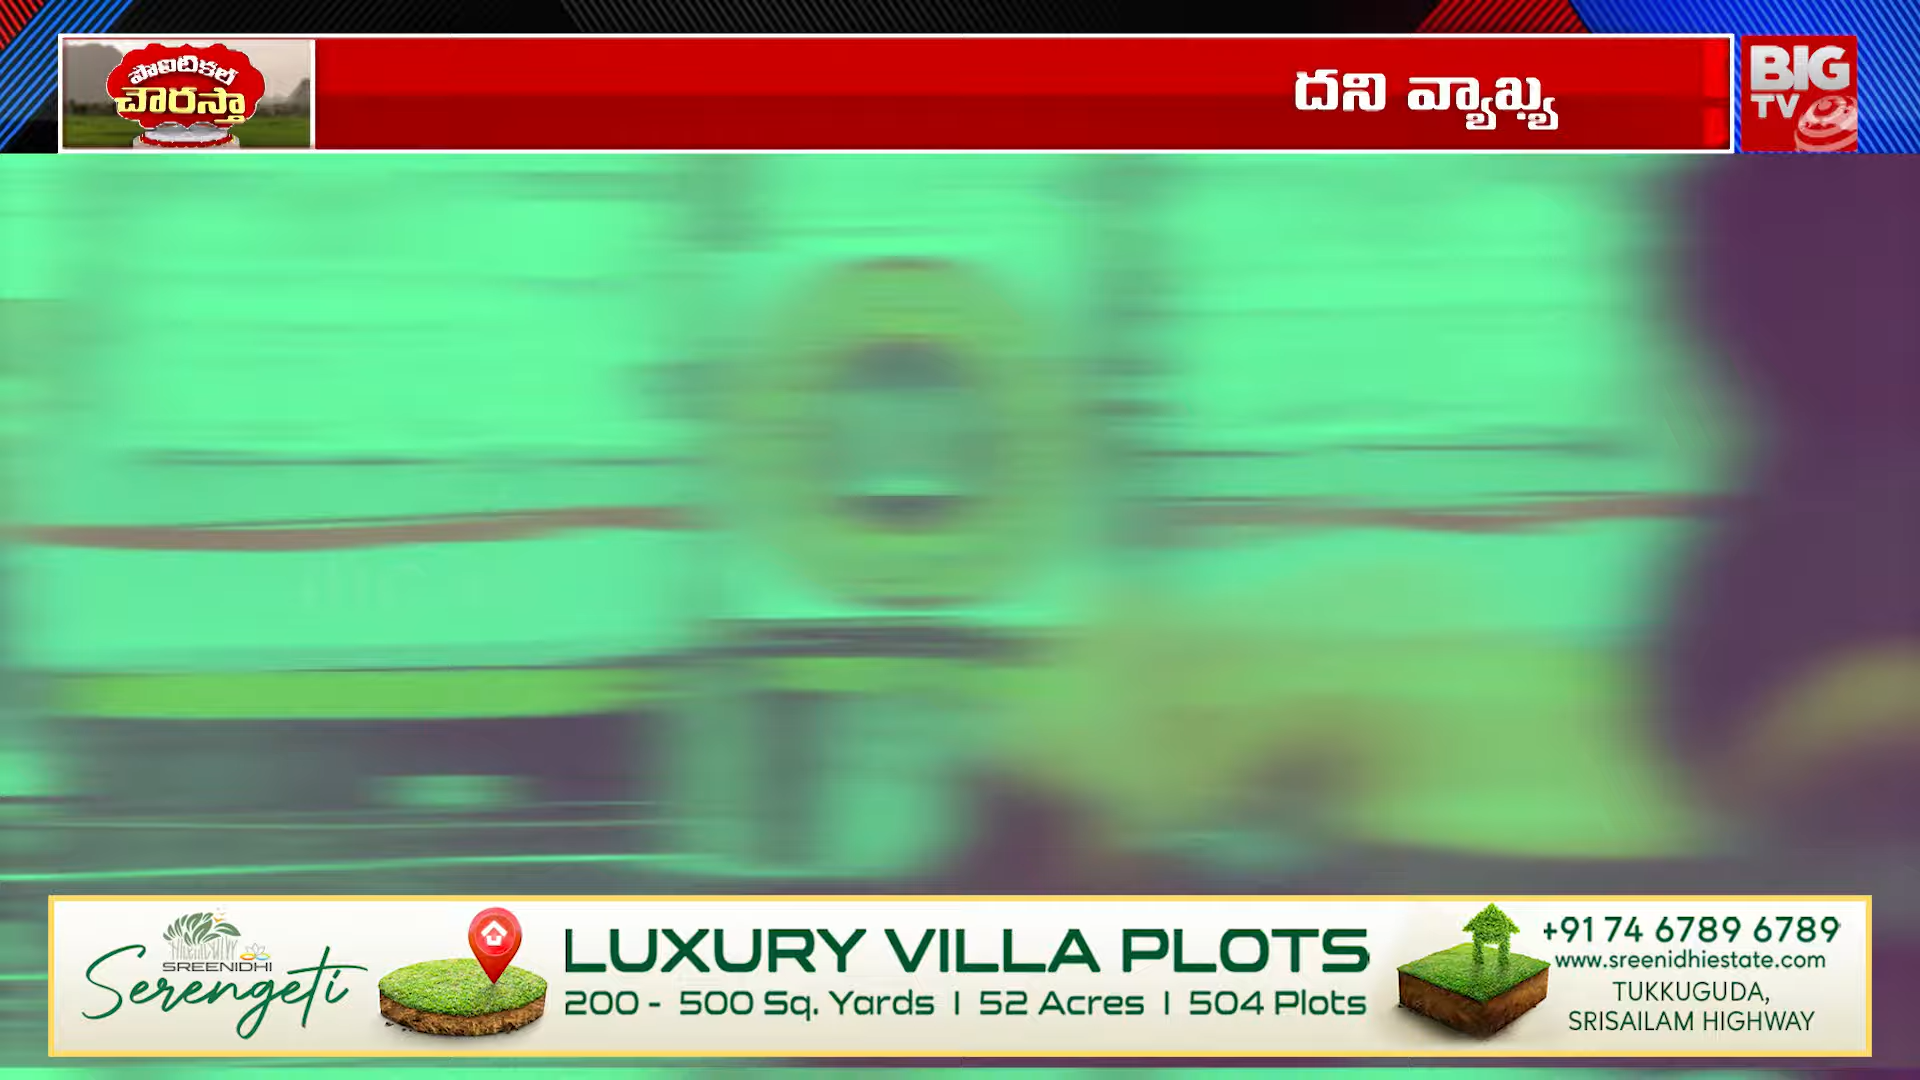 పొలిటికల్
చౌరస్తా
దని వ్యాఖ్య
BIG
TV
SREENIDHI
Serengeti
LUXURY VILLA PLOTS
200 - 500 Sq. Yards I 52 Acres I 504 Plots
+91 74 6789 6789
www.sreenidhiestate.com
TUKKUGUDA,
SRISAILAM HIGHWAY